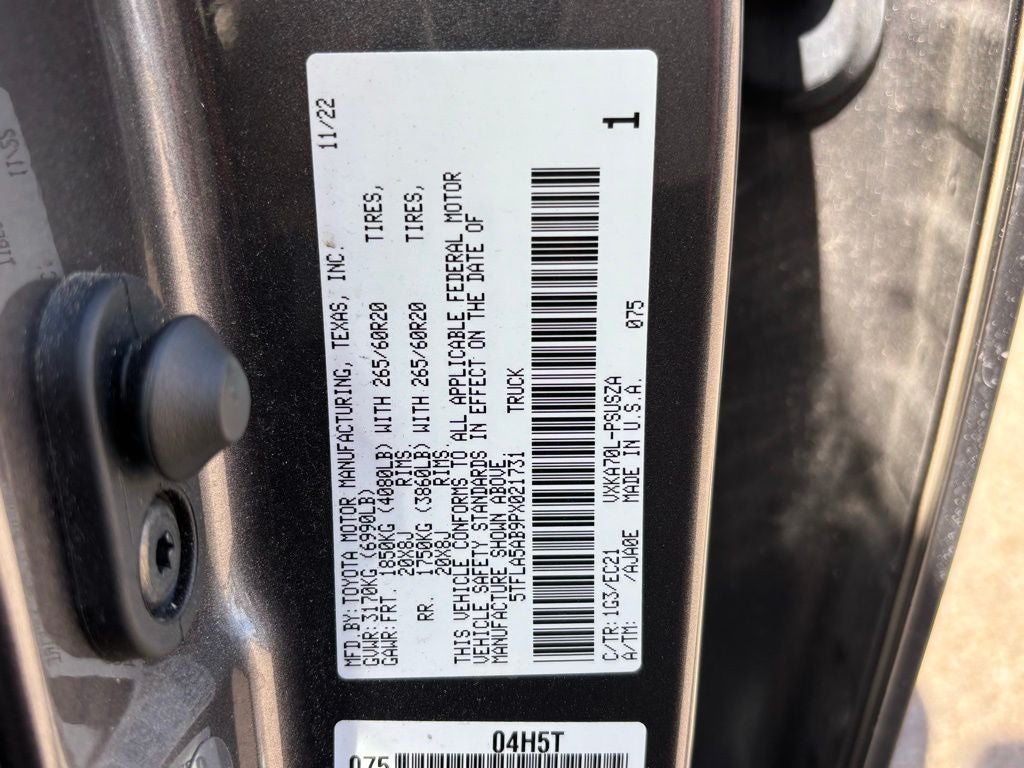 MFD.BY:TOYOTA MOTOR MANUFACTURING, TEXAS, INC. 11/22
GVWR:3170KG (6990LB)
GAWR:FRT. 1850KG (4080LB) WITH 265/60R20 TIRES,
20X8J RIMS,
RR. 1750KG (3860LB) WITH 265/60R20 TIRES,
20X8J RIMS,
THIS VEHICLE CONFORMS TO ALL APPLICABLE FEDERAL MOTOR
VEHICLE SAFETY STANDARDS IN EFFECT ON THE DATE OF
MANUFACTURE SHOWN ABOVE
5TFLA5AB9PX021731 TRUCK
1
C/TR:1G3/EC21 VXKA70L-PSUSZA 075
A/TM: /AJA0E MADE IN U.S.A.
04H5T
075